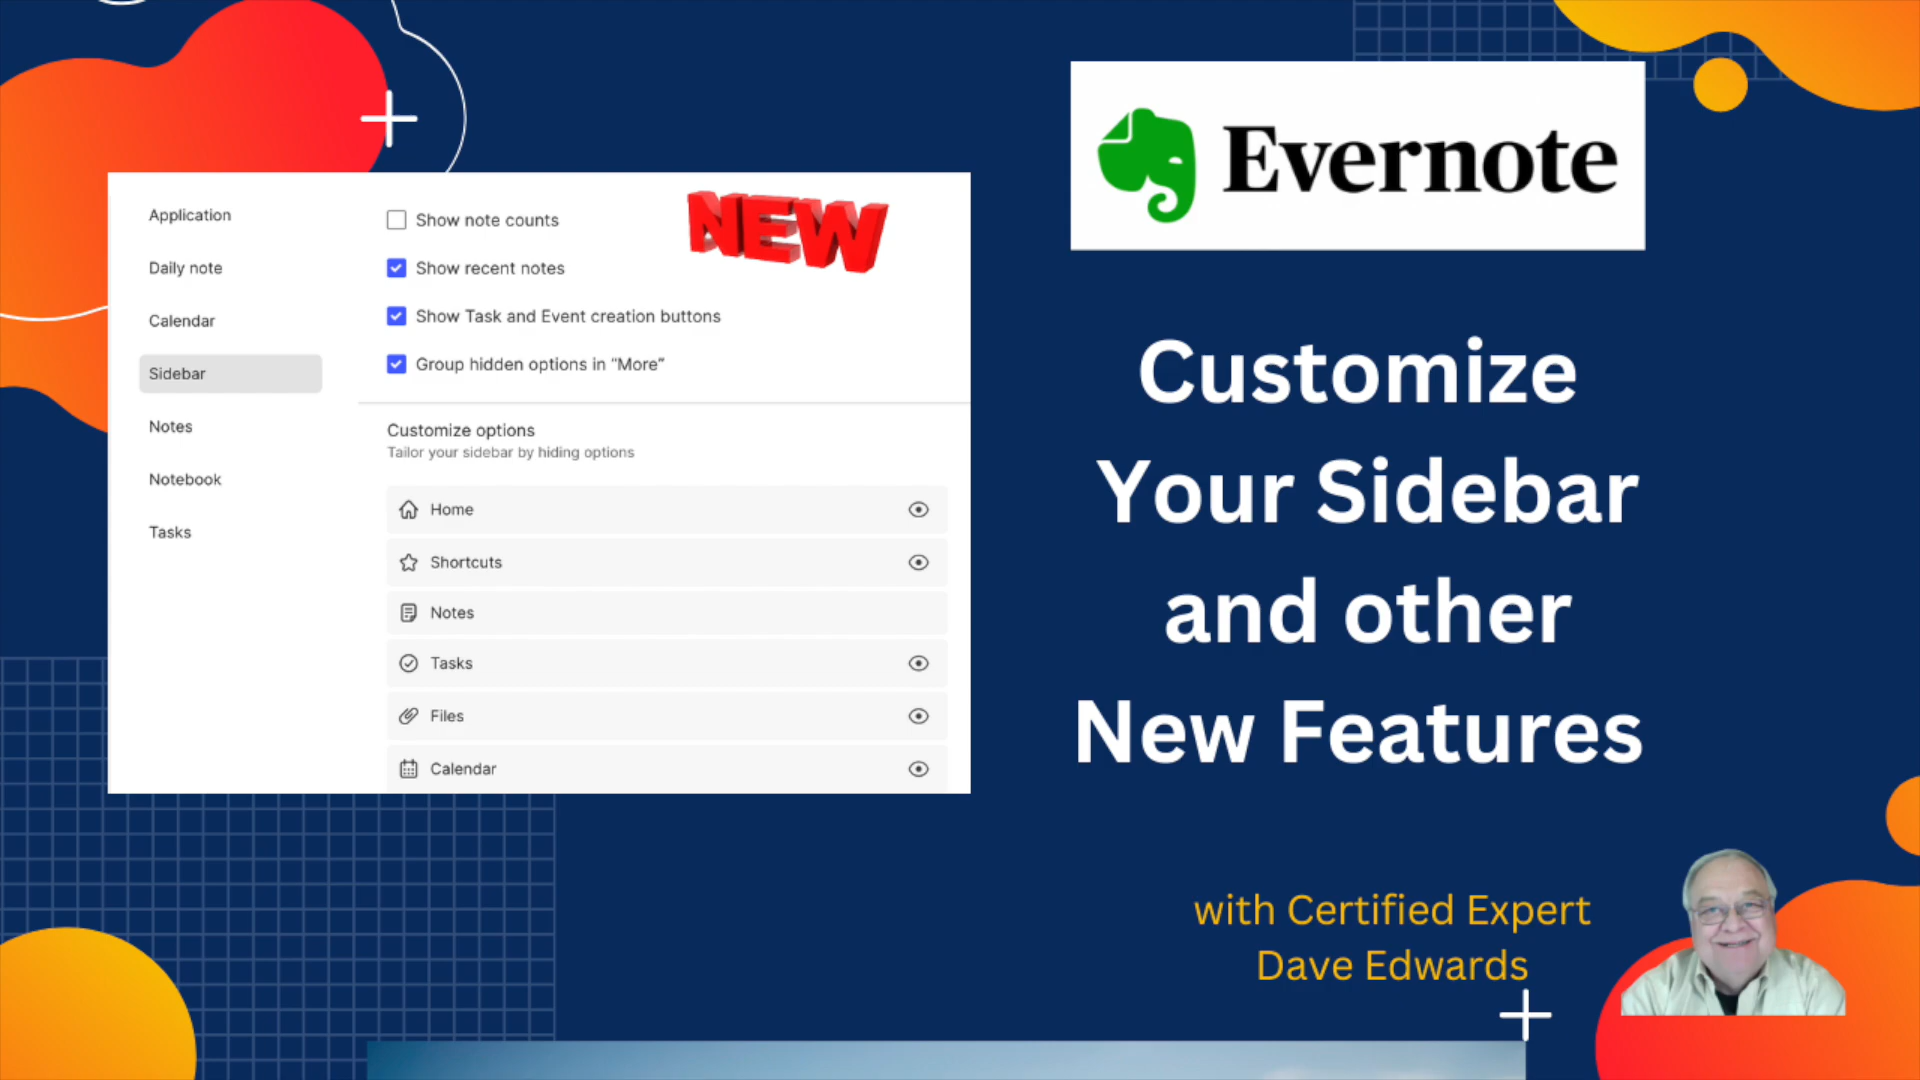 Application
Daily note
Calendar
Sidebar
Notes
Notebook
Tasks
Show note counts
Show recent notes
Show Task and Event creation buttons
Group hidden options in “More”
NEW
Customize options
Tailor your sidebar by hiding options
Home
Shortcuts
Notes
Tasks
Files
Calendar
Evernote
Customize
Your Sidebar
and other
New Features
with Certified Expert
Dave Edwards